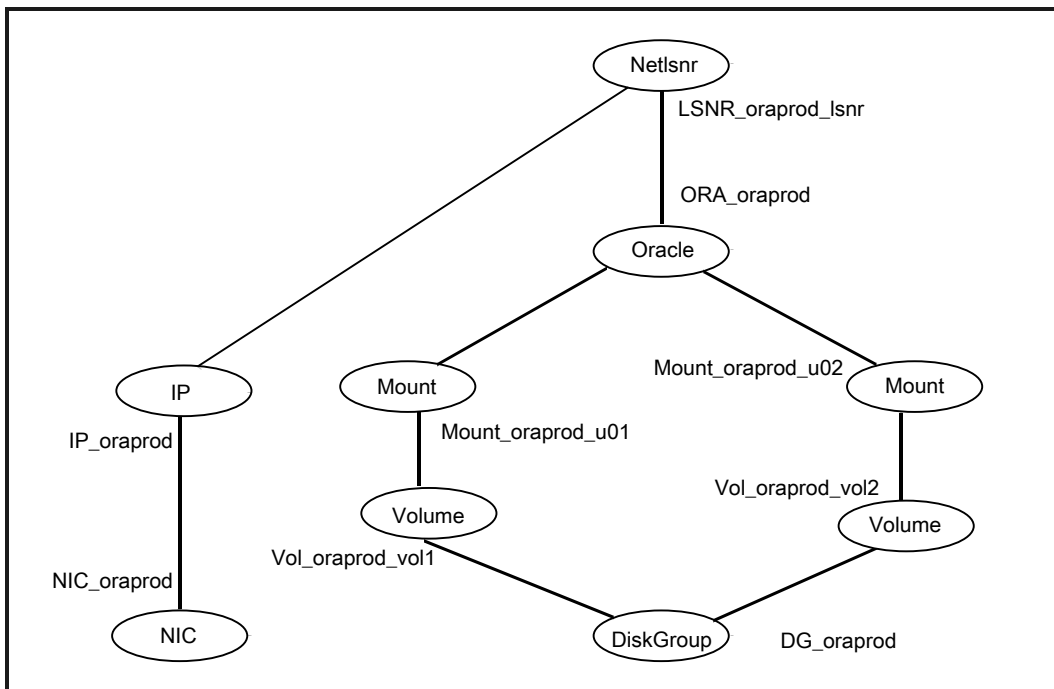 Netlsnr
LSNR_oraprod_lsnr
ORA_oraprod
Oracle
Mount_oraprod_u02
IP
Mount
Mount
IP_oraprod
Mount_oraprod_u01
Vol_oraprod_vol2
Volume
Volume
Vol_oraprod_vol1
NIC_oraprod
NIC
DiskGroup
DG_oraprod